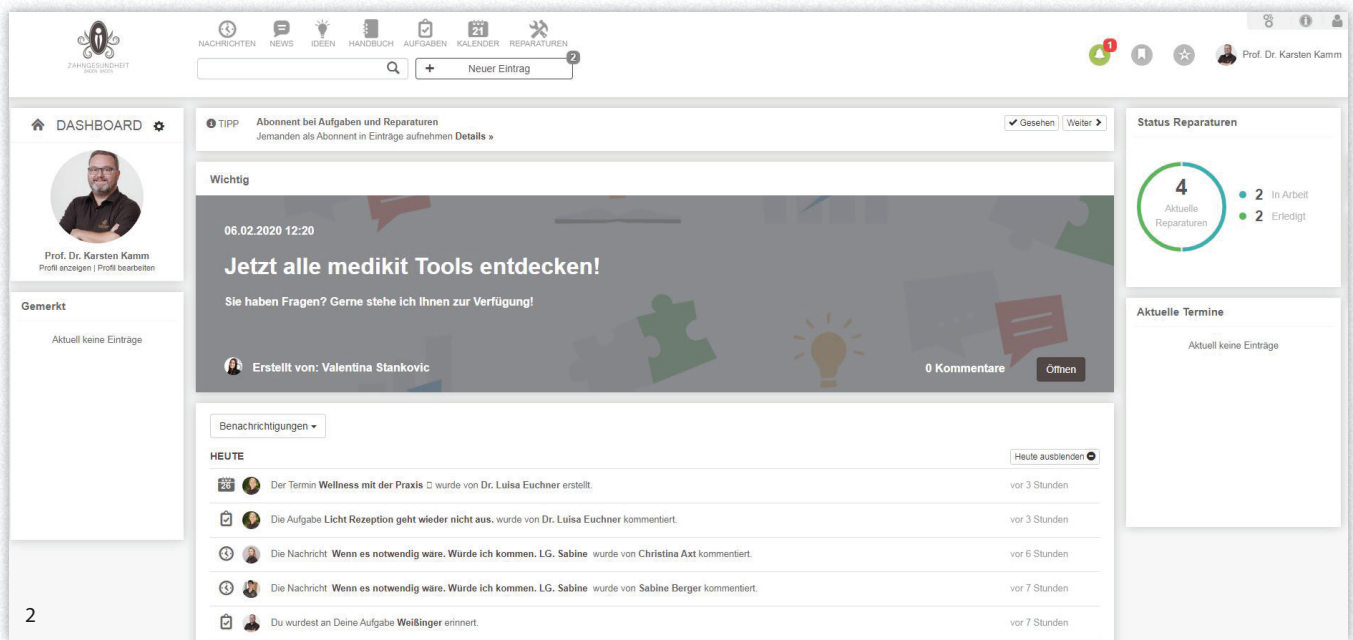 ZAHNGESUNDHEIT
BADEN-BADEN
NACHRICHTEN NEWS IDEEN HANDBUCH AUFGABEN 21 KALENDER REPARATUREN
+ Neuer Eintrag 2
1
Prof. Dr. Karsten Kamm
DASHBOARD
Prof. Dr. Karsten Kamm
Profil anzeigen | Profil bearbeiten
Gemerkt
Aktuell keine Einträge
TIPP Abonnent bei Aufgaben und Reparaturen
Jemanden als Abonnent in Einträge aufnehmen Details »
Gesehen Weiter
Wichtig
06.02.2020 12:20
Jetzt alle medikit Tools entdecken!
Sie haben Fragen? Gerne stehe ich Ihnen zur Verfügung!
Erstellt von: Valentina Stankovic
0 Kommentare Öffnen
Benachrichtigungen
HEUTE Heute ausblenden
26 Der Termin Wellness mit der Praxis wurde von Dr. Luisa Euchner erstellt. vor 3 Stunden
Die Aufgabe Licht Rezeption geht wieder nicht aus. wurde von Dr. Luisa Euchner kommentiert. vor 3 Stunden
Die Nachricht Wenn es notwendig wäre. Würde ich kommen. LG. Sabine wurde von Christina Axt kommentiert. vor 6 Stunden
Die Nachricht Wenn es notwendig wäre. Würde ich kommen. LG. Sabine wurde von Sabine Berger kommentiert. vor 7 Stunden
Du wurdest an Deine Aufgabe Weißinger erinnert. vor 7 Stunden
Status Reparaturen
4
Aktuelle
Reparaturen
2 In Arbeit
2 Erledigt
Aktuelle Termine
Aktuell keine Einträge
2